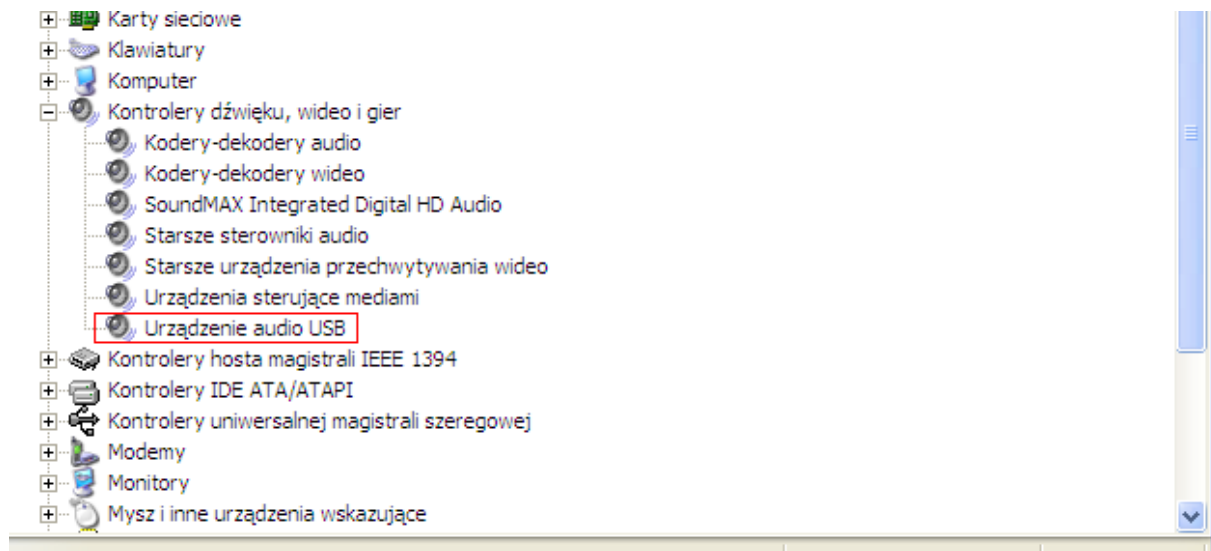 Karty sieciowe
Klawiatury
Komputer
Kontrolery dźwięku, wideo i gier
Kodery-dekodery audio
Kodery-dekodery wideo
SoundMAX Integrated Digital HD Audio
Starsze sterowniki audio
Starsze urządzenia przechwytywania wideo
Urządzenia sterujące mediami
Urządzenie audio USB
Kontrolery hosta magistrali IEEE 1394
Kontrolery IDE ATA/ATAPI
Kontrolery uniwersalnej magistrali szeregowej
Modemy
Monitory
Mysz i inne urządzenia wskazujące